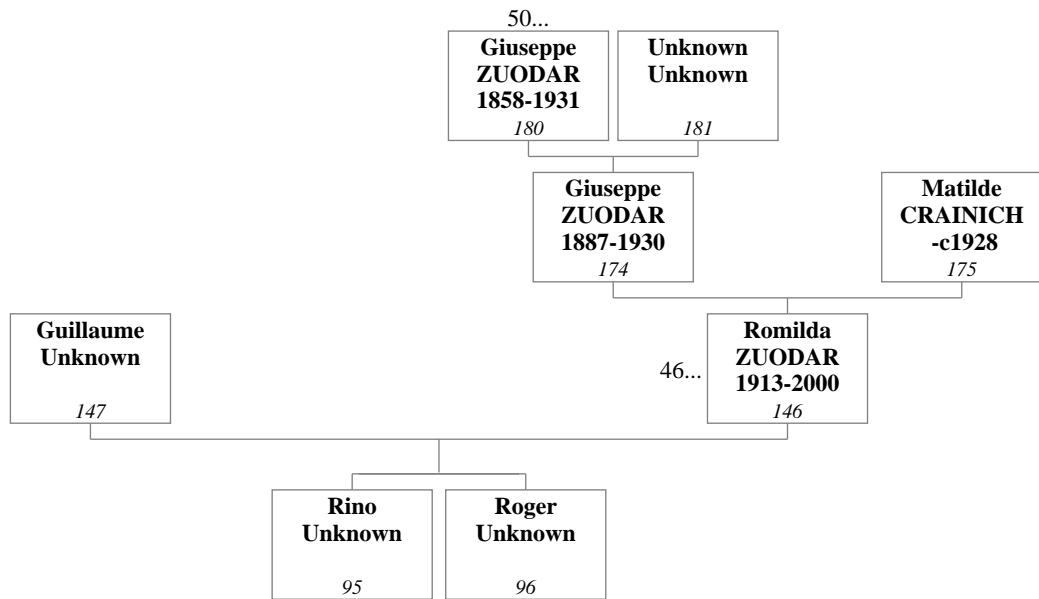 50...
Giuseppe
ZUODAR
1858-1931
180
Unknown
Unknown
181
Giuseppe
ZUODAR
1887-1930
174
Matilde
CRAINICH
-c1928
175
Guillaume
Unknown
147
46...
Romilda
ZUODAR
1913-2000
146
Rino
Unknown
95
Roger
Unknown
96